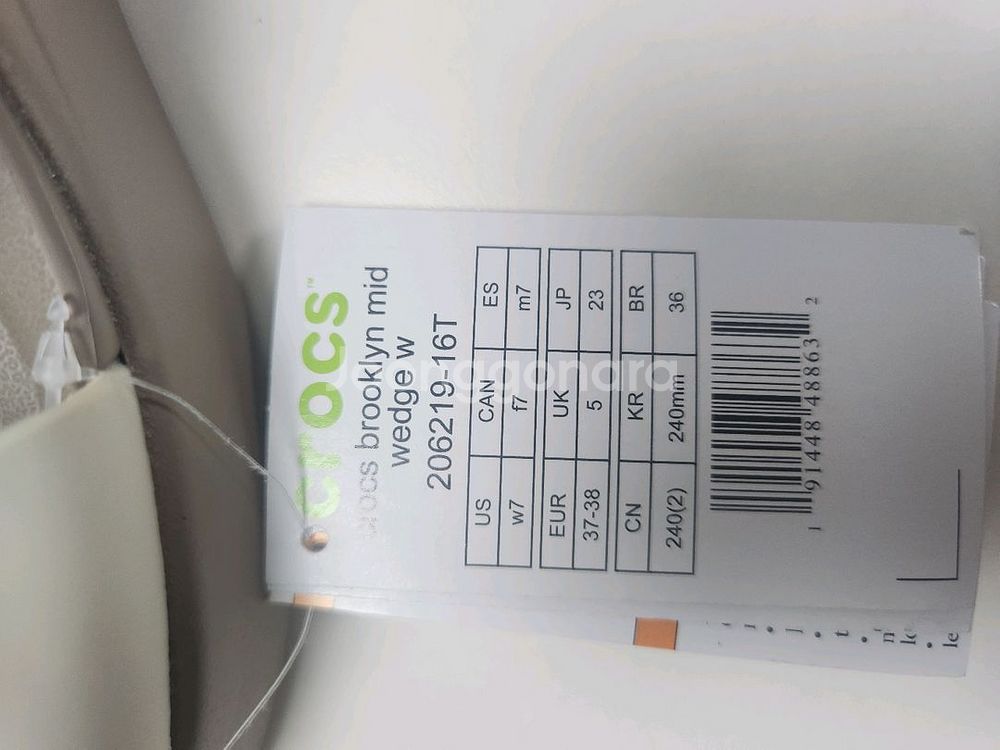 crocs™
crocs brooklyn mid
wedge w
206219-16T
US CAN ES
w7 f7 m7
EUR UK JP
37-38 5 23
CN KR BR
240(2) 240mm 36
1 91448 48863 2
Joonggonara